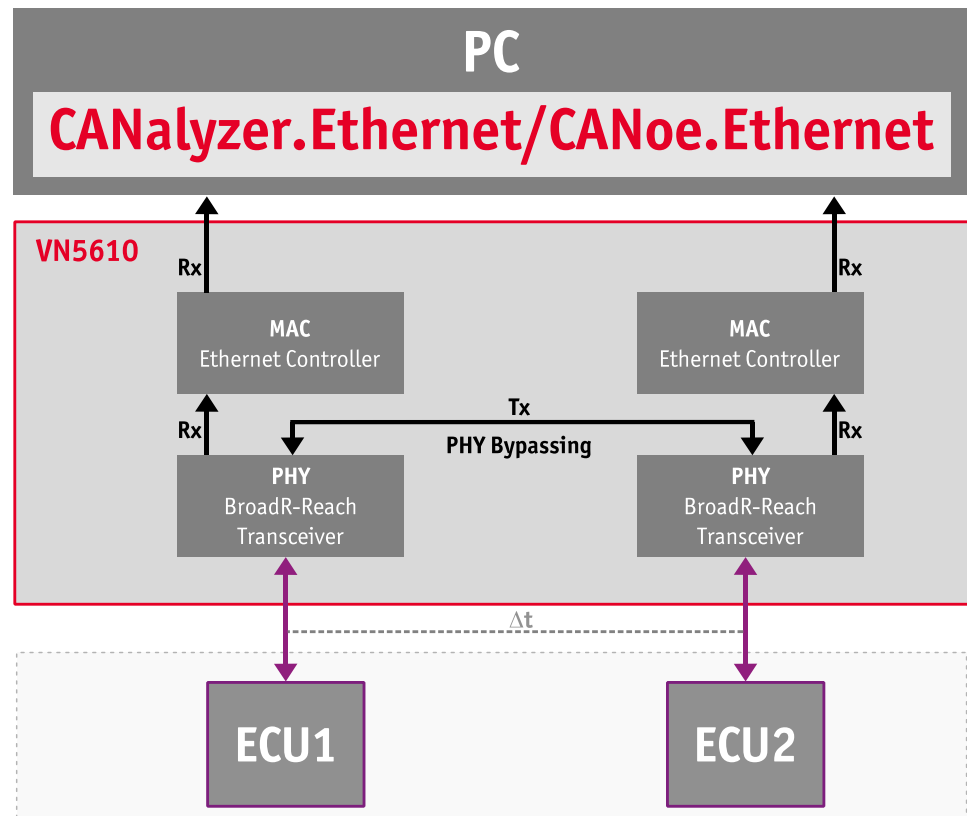 PC
CANalyzer.Ethernet/CANoe.Ethernet
VN5610
Rx
Rx
MAC
Ethernet Controller
MAC
Ethernet Controller
Rx
Tx
Rx
PHY Bypassing
PHY
BroadR-Reach
Transceiver
PHY
BroadR-Reach
Transceiver
Δt
ECU1
ECU2